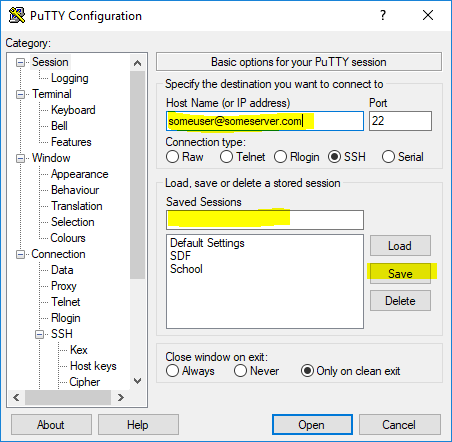 PuTTY Configuration
Category:
Session
Logging
Terminal
Keyboard
Bell
Features
Window
Appearance
Behaviour
Translation
Selection
Colours
Connection
Data
Proxy
Telnet
Rlogin
SSH
Kex
Host keys
Cipher
Basic options for your PuTTY session
Specify the destination you want to connect to
Host Name (or IP address) Port
someuser@someserver.com 22
Connection type:
Raw Telnet Rlogin SSH Serial
Load, save or delete a stored session
Saved Sessions
Default Settings
SDF
School
Load
Save
Delete
Close window on exit:
Always Never Only on clean exit
About Help Open Cancel